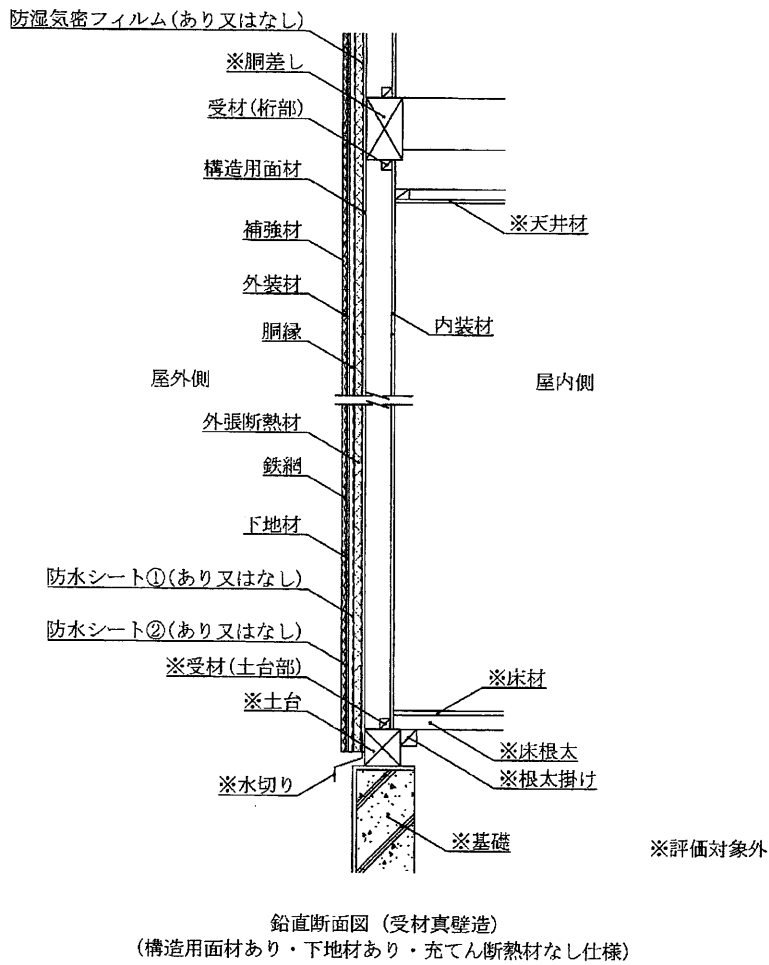 防湿気密フィルム(あり又はなし)
※胴差し
受材(桁部)
構造用面材
※天井材
補強材
外装材
内装材
胴縁
屋外側
屋内側
外張断熱材
鉄網
下地材
防水シート①(あり又はなし)
防水シート②(あり又はなし)
※受材(土台部)
※床材
※土台
※床根太
※水切り
※根太掛け
※基礎
※評価対象外
鉛直断面図 (受材真壁造)
(構造用面材あり・下地材あり・充てん断熱材なし仕様)